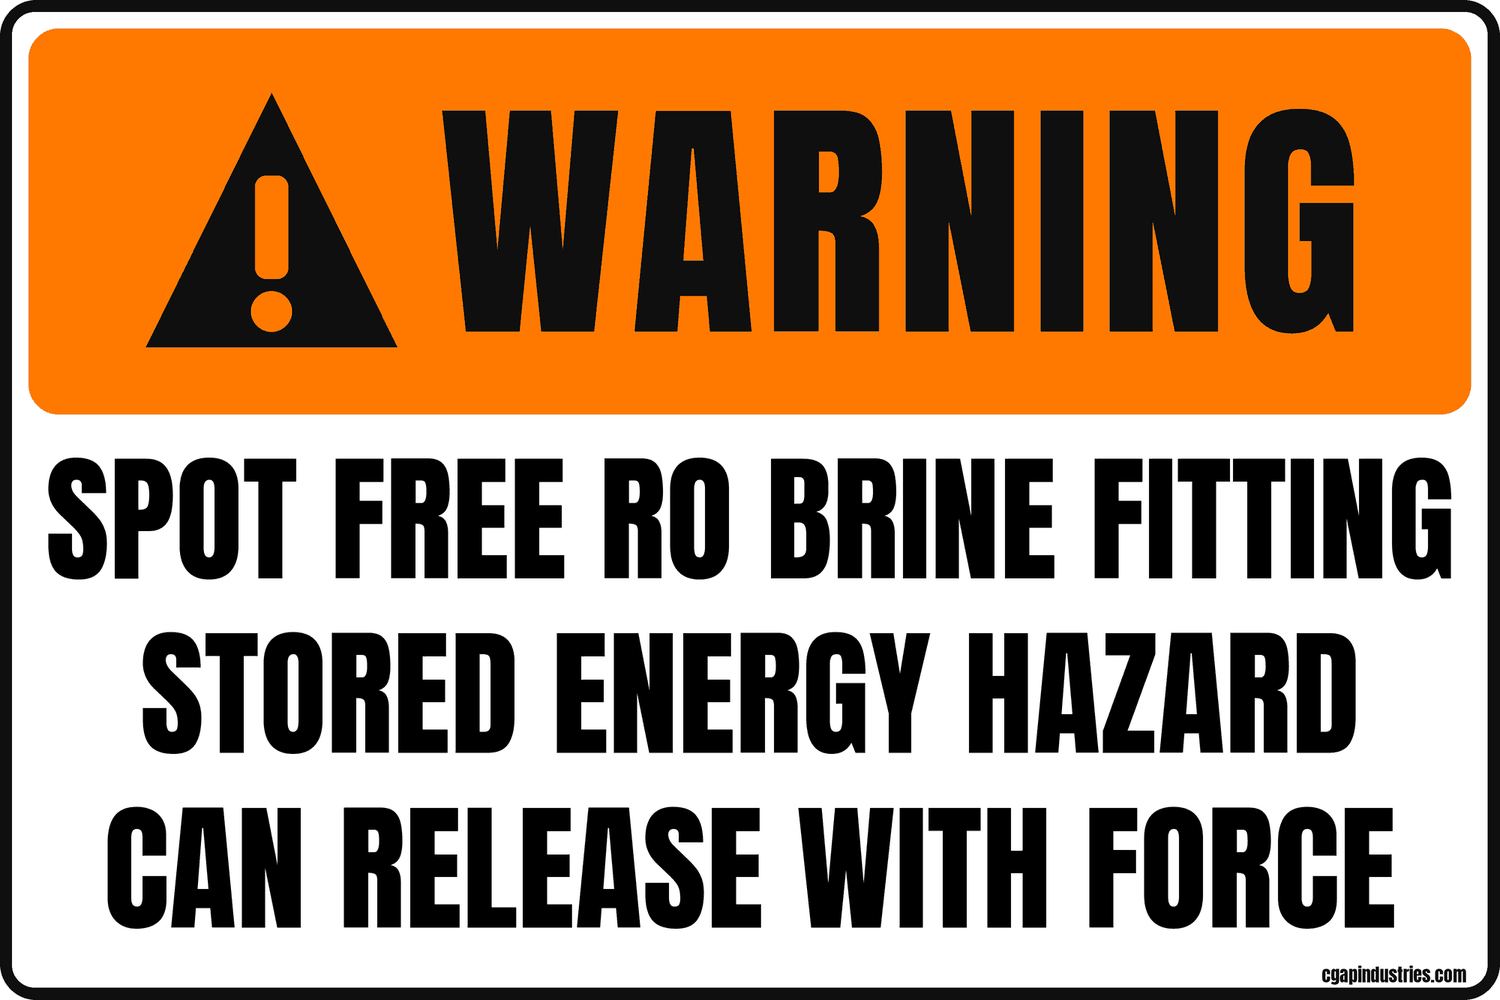 WARNING
SPOT FREE RO BRINE FITTING
STORED ENERGY HAZARD
CAN RELEASE WITH FORCE
cgapindustries.com